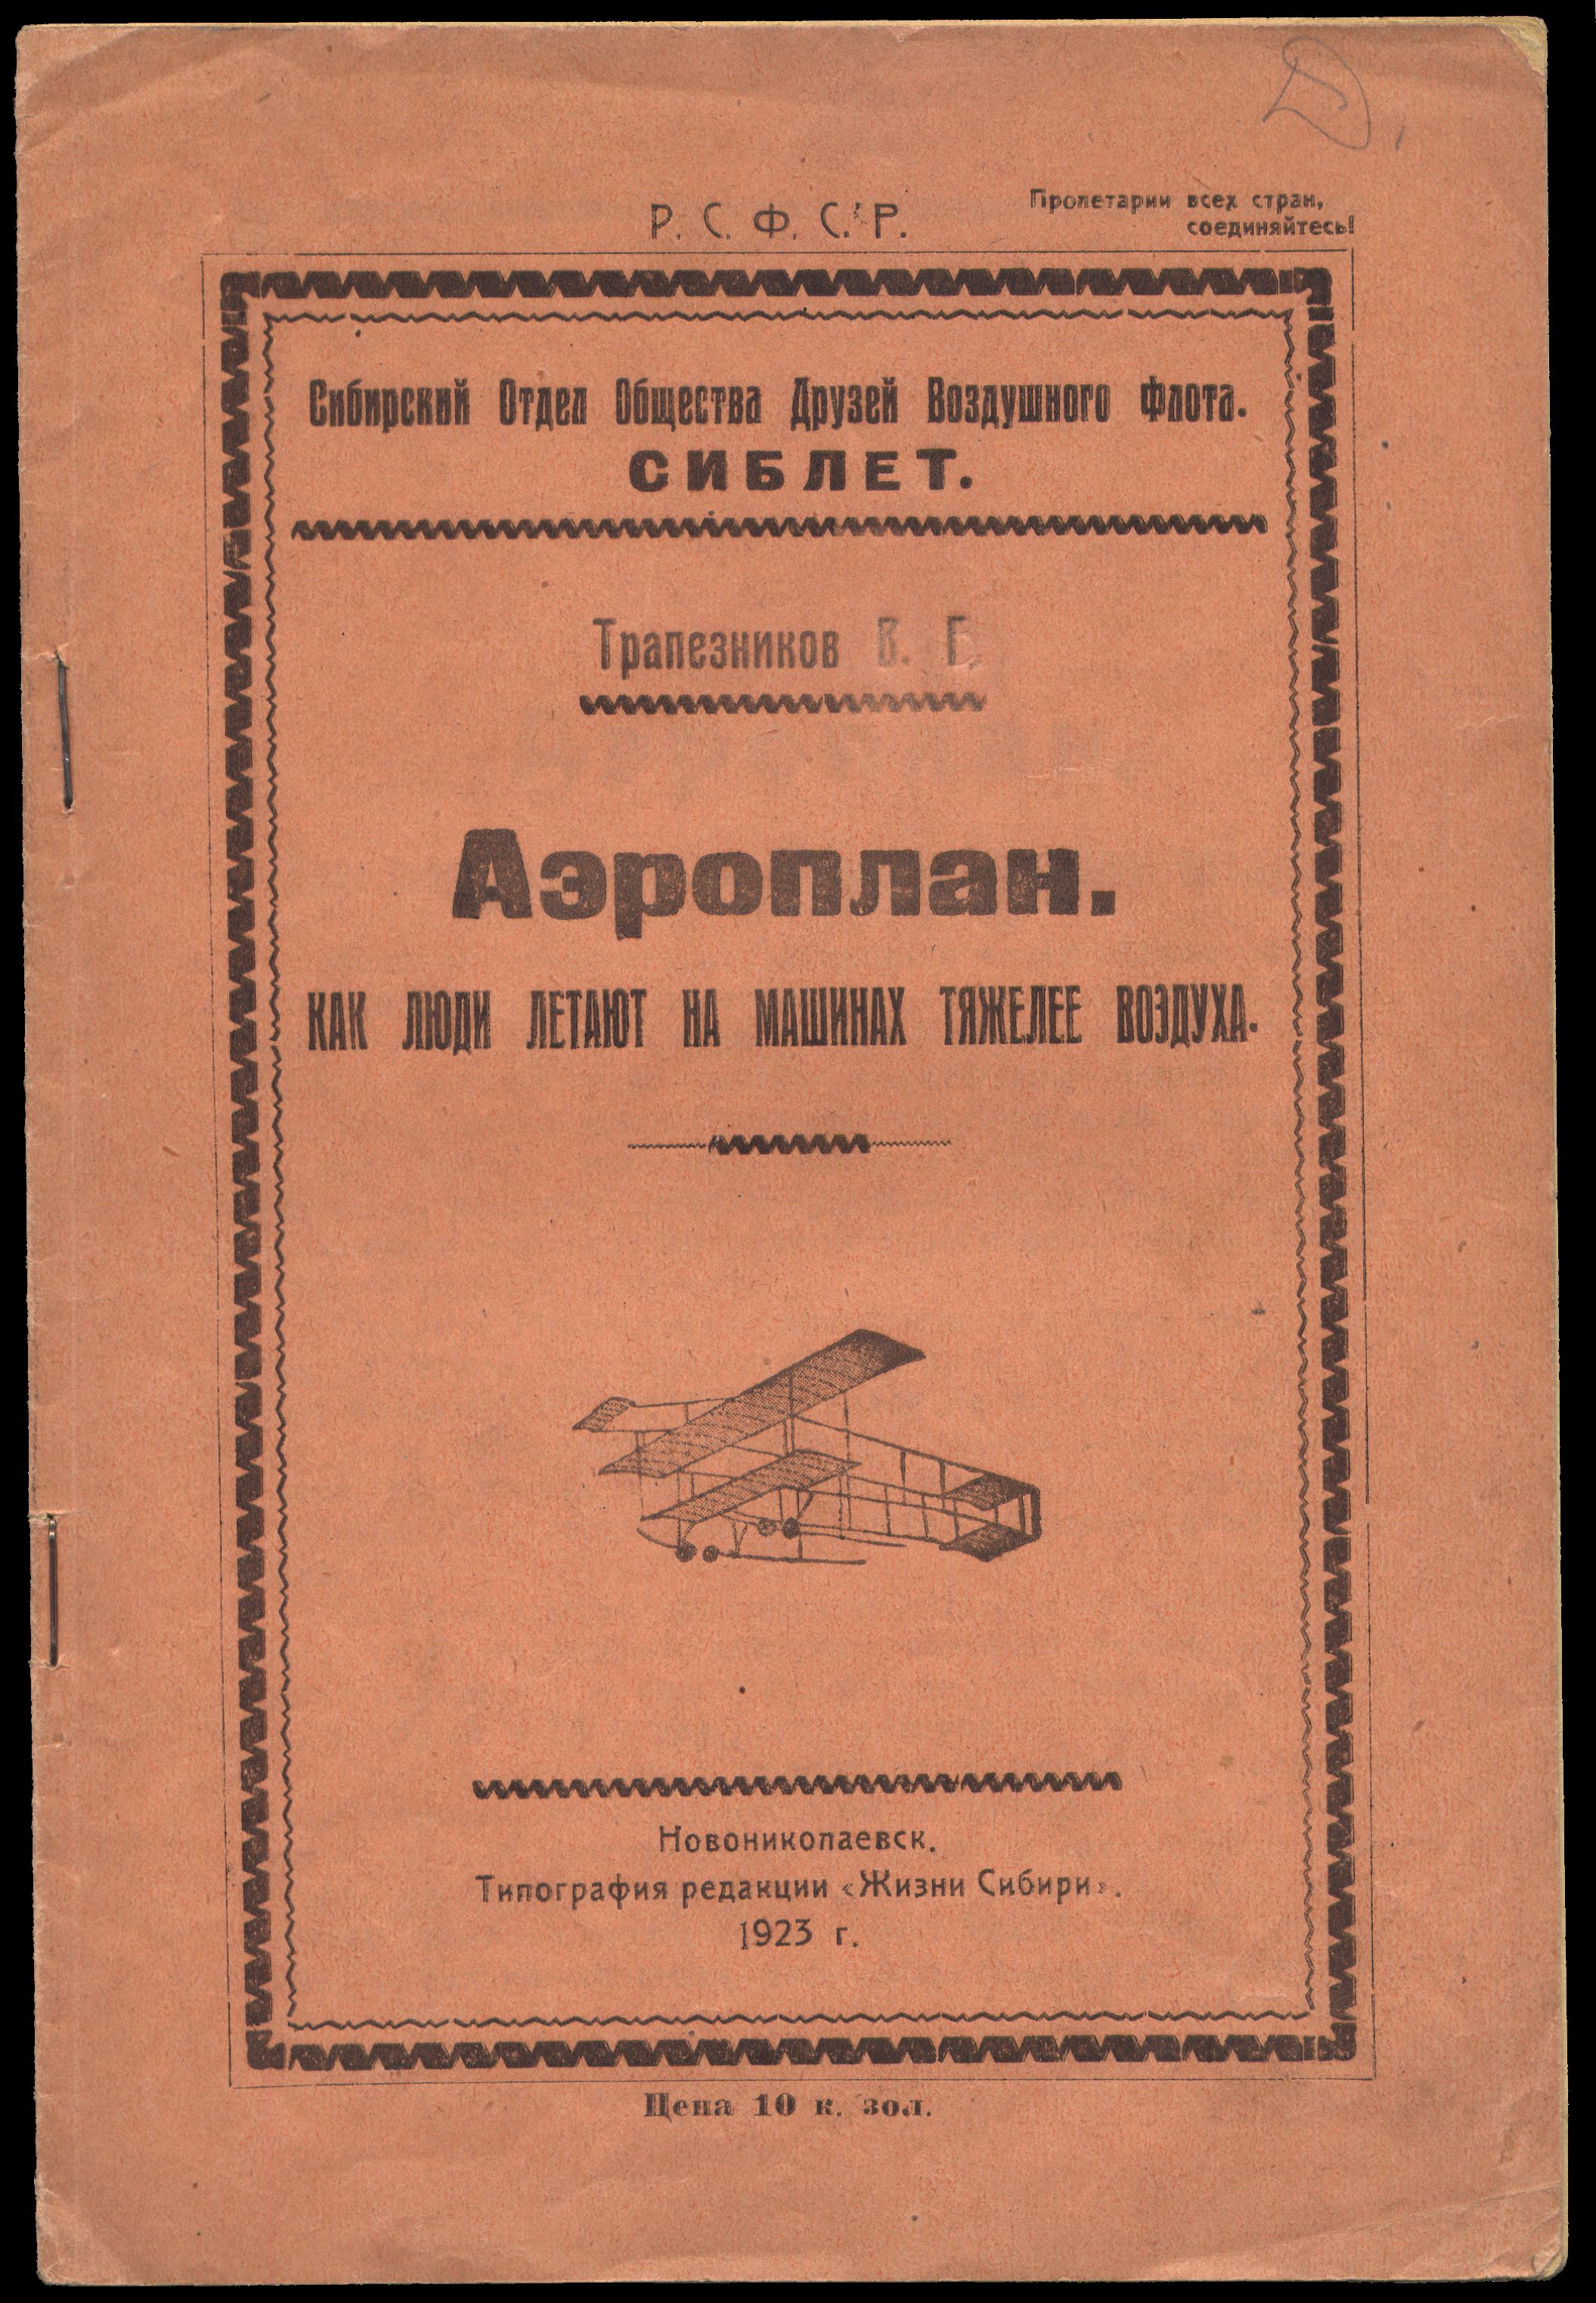 Р. С. Ф. С. Р.
Пролетарии всех стран,
соединяйтесь!
Сибирский Отдел Общества Друзей Воздушного Флота.
СИБЛЕТ.
Трапезников В. Г.
Аэроплан.
КАК ЛЮДИ ЛЕТАЮТ НА МАШИНАХ ТЯЖЕЛЕЕ ВОЗДУХА.
Новониколаевск.
Типография редакции «Жизни Сибири».
1923 г.
Цена 10 к. зол.